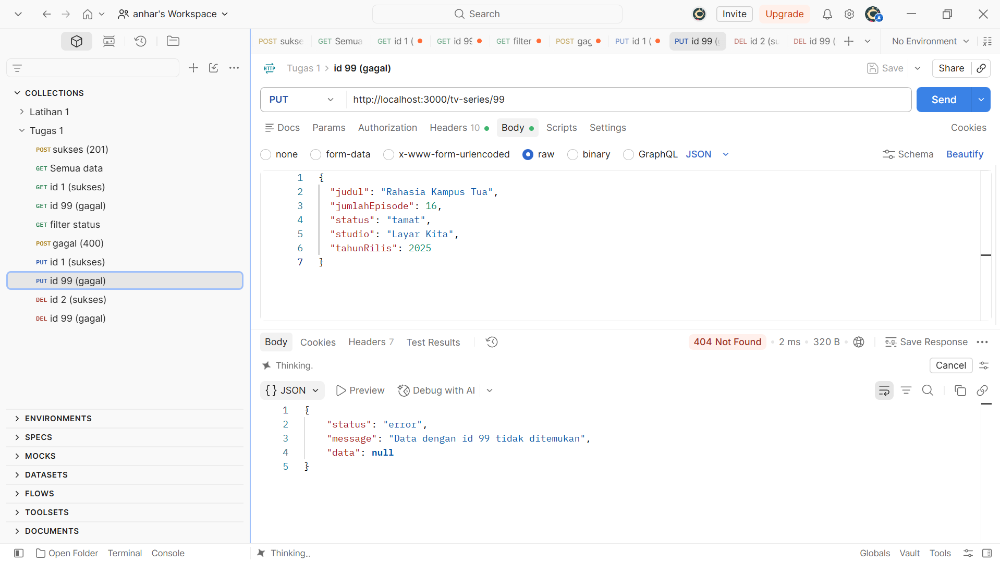 anhar's Workspace
Search
Invite
Upgrade
POST sukse
GET Semua
GET id 1 (
GET id 99
GET filter
POST gag
PUT id 1 (
PUT id 99 (g
DEL id 2 (su
DEL id 99 (
No Environment
HTTP
Tugas 1 > id 99 (gagal)
Save
Share
COLLECTIONS
Latihan 1
Tugas 1
POST sukses (201)
GET Semua data
GET id 1 (sukses)
GET id 99 (gagal)
GET filter status
POST gagal (400)
PUT id 1 (sukses)
PUT id 99 (gagal)
DEL id 2 (sukses)
DEL id 99 (gagal)
ENVIRONMENTS
SPECS
MOCKS
DATASETS
FLOWS
TOOLSETS
DOCUMENTS
PUT
http://localhost:3000/tv-series/99
Send
Docs
Params
Authorization
Headers 10
Body
Scripts
Settings
Cookies
none
form-data
x-www-form-urlencoded
raw
binary
GraphQL
JSON
Schema
Beautify
1 {
2 "judul": "Rahasia Kampus Tua",
3 "jumlahEpisode": 16,
4 "status": "tamat",
5 "studio": "Layar Kita",
6 "tahunRilis": 2025
7 }
Body
Cookies
Headers 7
Test Results
404 Not Found
2 ms
320 B
e.g. Save Response
Thinking.
Cancel
{} JSON
Preview
Debug with AI
1 {
2 "status": "error",
3 "message": "Data dengan id 99 tidak ditemukan",
4 "data": null
5 }
Open Folder
Terminal
Console
Thinking..
Globals
Vault
Tools